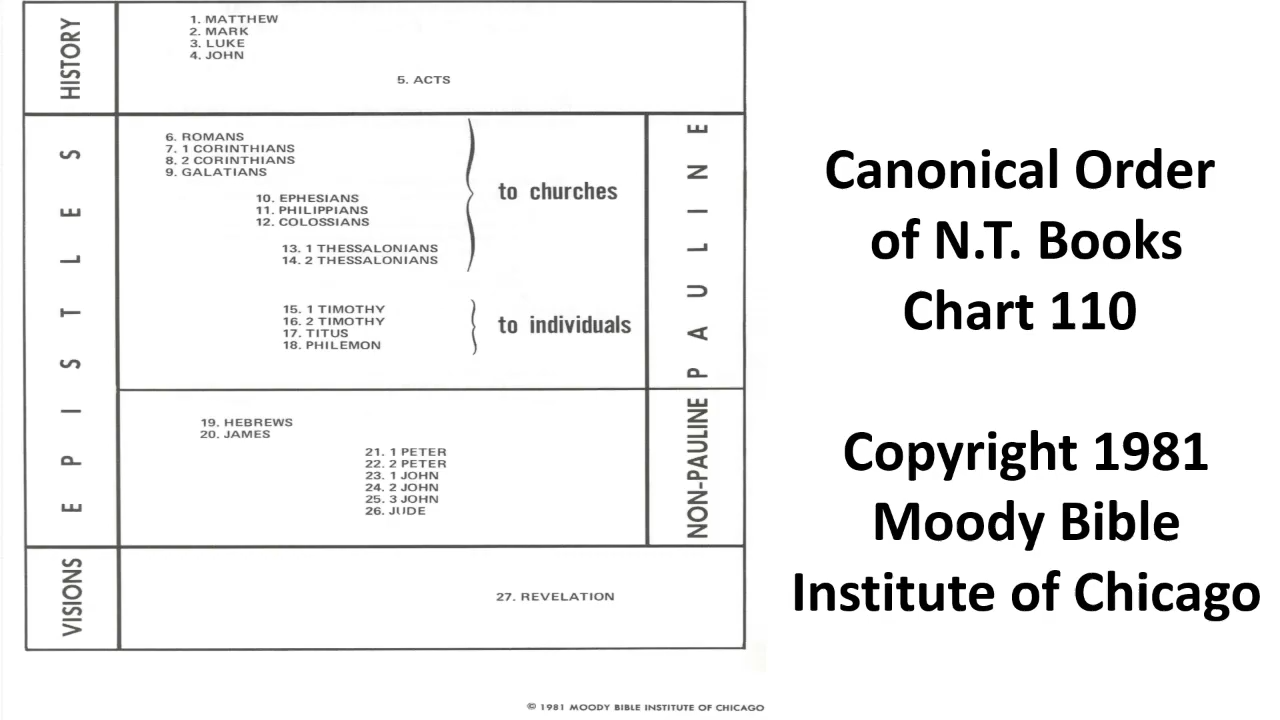 HISTORY
1. MATTHEW
2. MARK
3. LUKE
4. JOHN
5. ACTS
EPISTLES
6. ROMANS
7. 1 CORINTHIANS
8. 2 CORINTHIANS
9. GALATIANS
10. EPHESIANS
11. PHILIPPIANS
12. COLOSSIANS
13. 1 THESSALONIANS
14. 2 THESSALONIANS
to churches
15. 1 TIMOTHY
16. 2 TIMOTHY
17. TITUS
18. PHILEMON
to individuals
PAULINE
19. HEBREWS
20. JAMES
21. 1 PETER
22. 2 PETER
23. 1 JOHN
24. 2 JOHN
25. 3 JOHN
26. JUDE
NON-PAULINE
VISIONS
27. REVELATION
© 1981 MOODY BIBLE INSTITUTE OF CHICAGO
Canonical Order
of N.T. Books
Chart 110
Copyright 1981
Moody Bible
Institute of Chicago